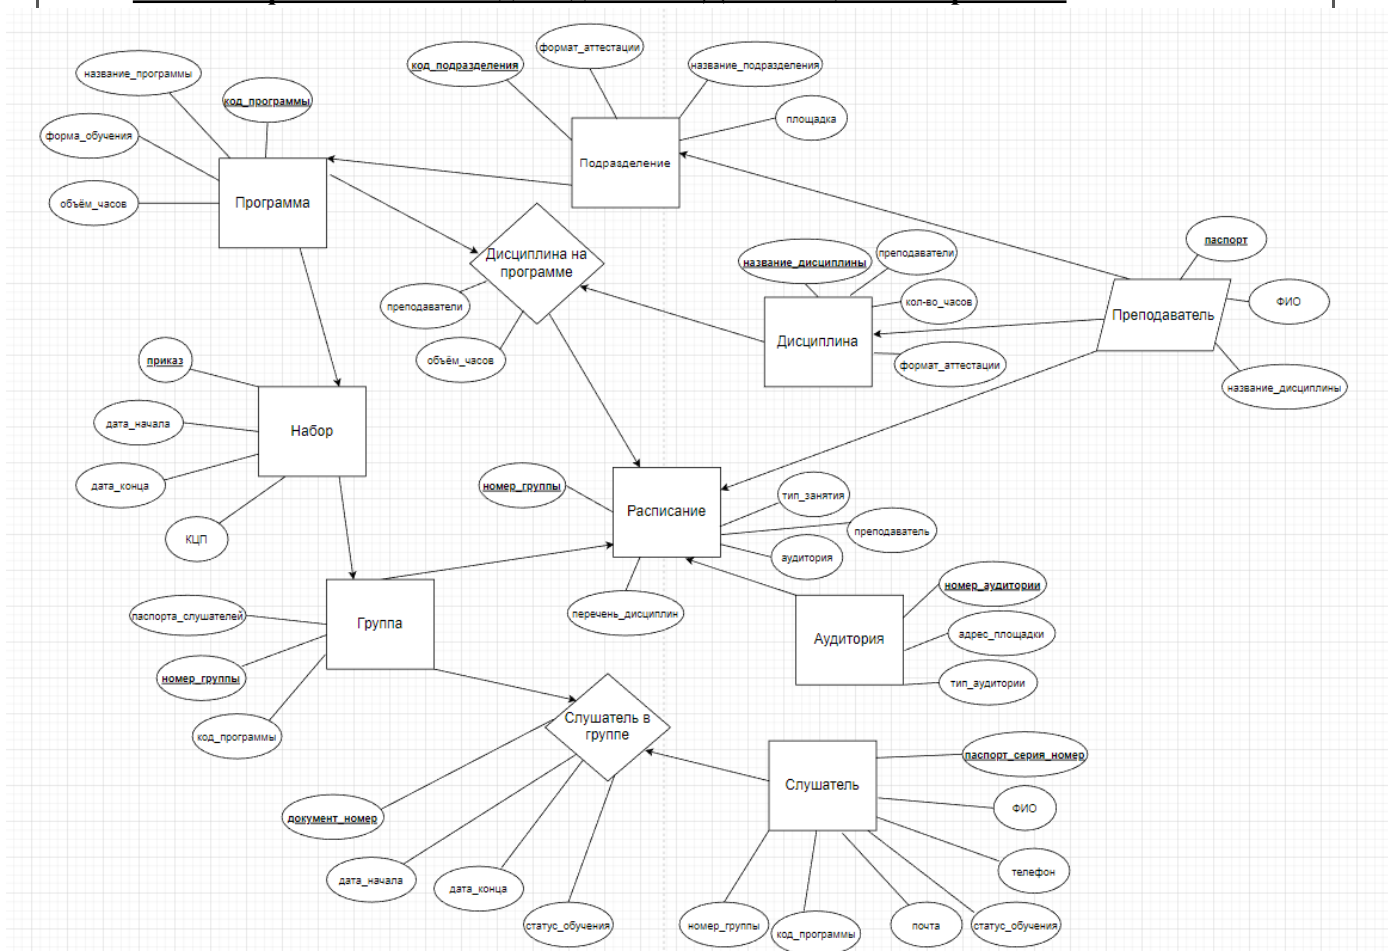 формат_аттестации
код_подразделения
название_подразделения
название_программы
код_программы
площадка
форма_обучения
Подразделение
Программа
объём_часов
паспорт
Дисциплина на
программе
название_дисциплины
преподаватели
преподаватели
кол-во_часов
ФИО
Преподаватель
Дисциплина
приказ
объём_часов
формат_аттестации
название_дисциплины
дата_начала
Набор
дата_конца
номер_группы
тип_занятия
Расписание
преподаватель
КЦП
аудитория
номер_аудитории
паспорта_слушателей
Группа
перечень_дисциплин
адрес_площадки
Аудитория
номер_группы
тип_аудитории
код_программы
Слушатель в
группе
паспорт_серия_номер
Слушатель
ФИО
документ_номер
телефон
дата_начала
дата_конца
статус_обучения
номер_группы
код_программы
почта
статус_обучения